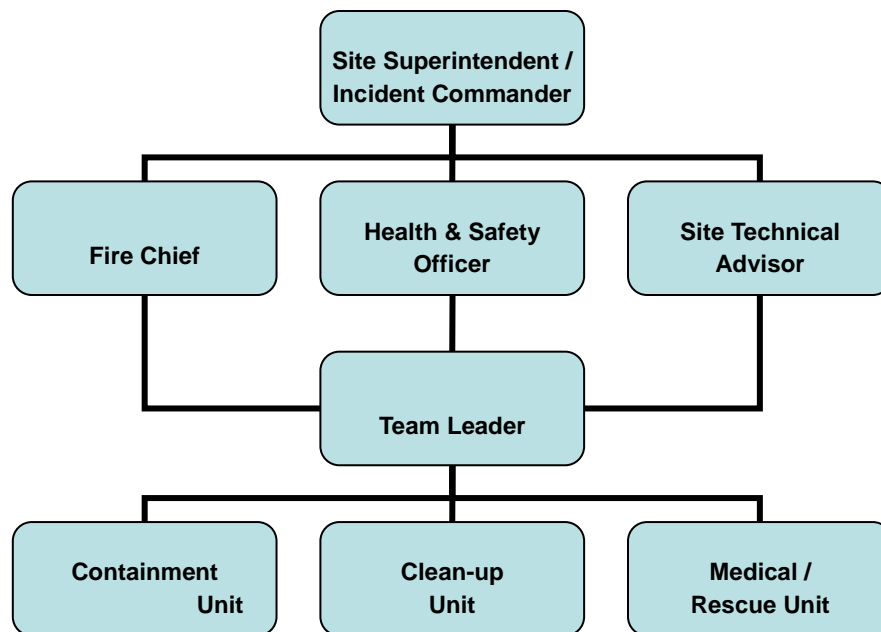 Site Superintendent /
Incident Commander
Fire Chief
Health & Safety
Officer
Site Technical
Advisor
Team Leader
Containment
Unit
Clean-up
Unit
Medical /
Rescue Unit